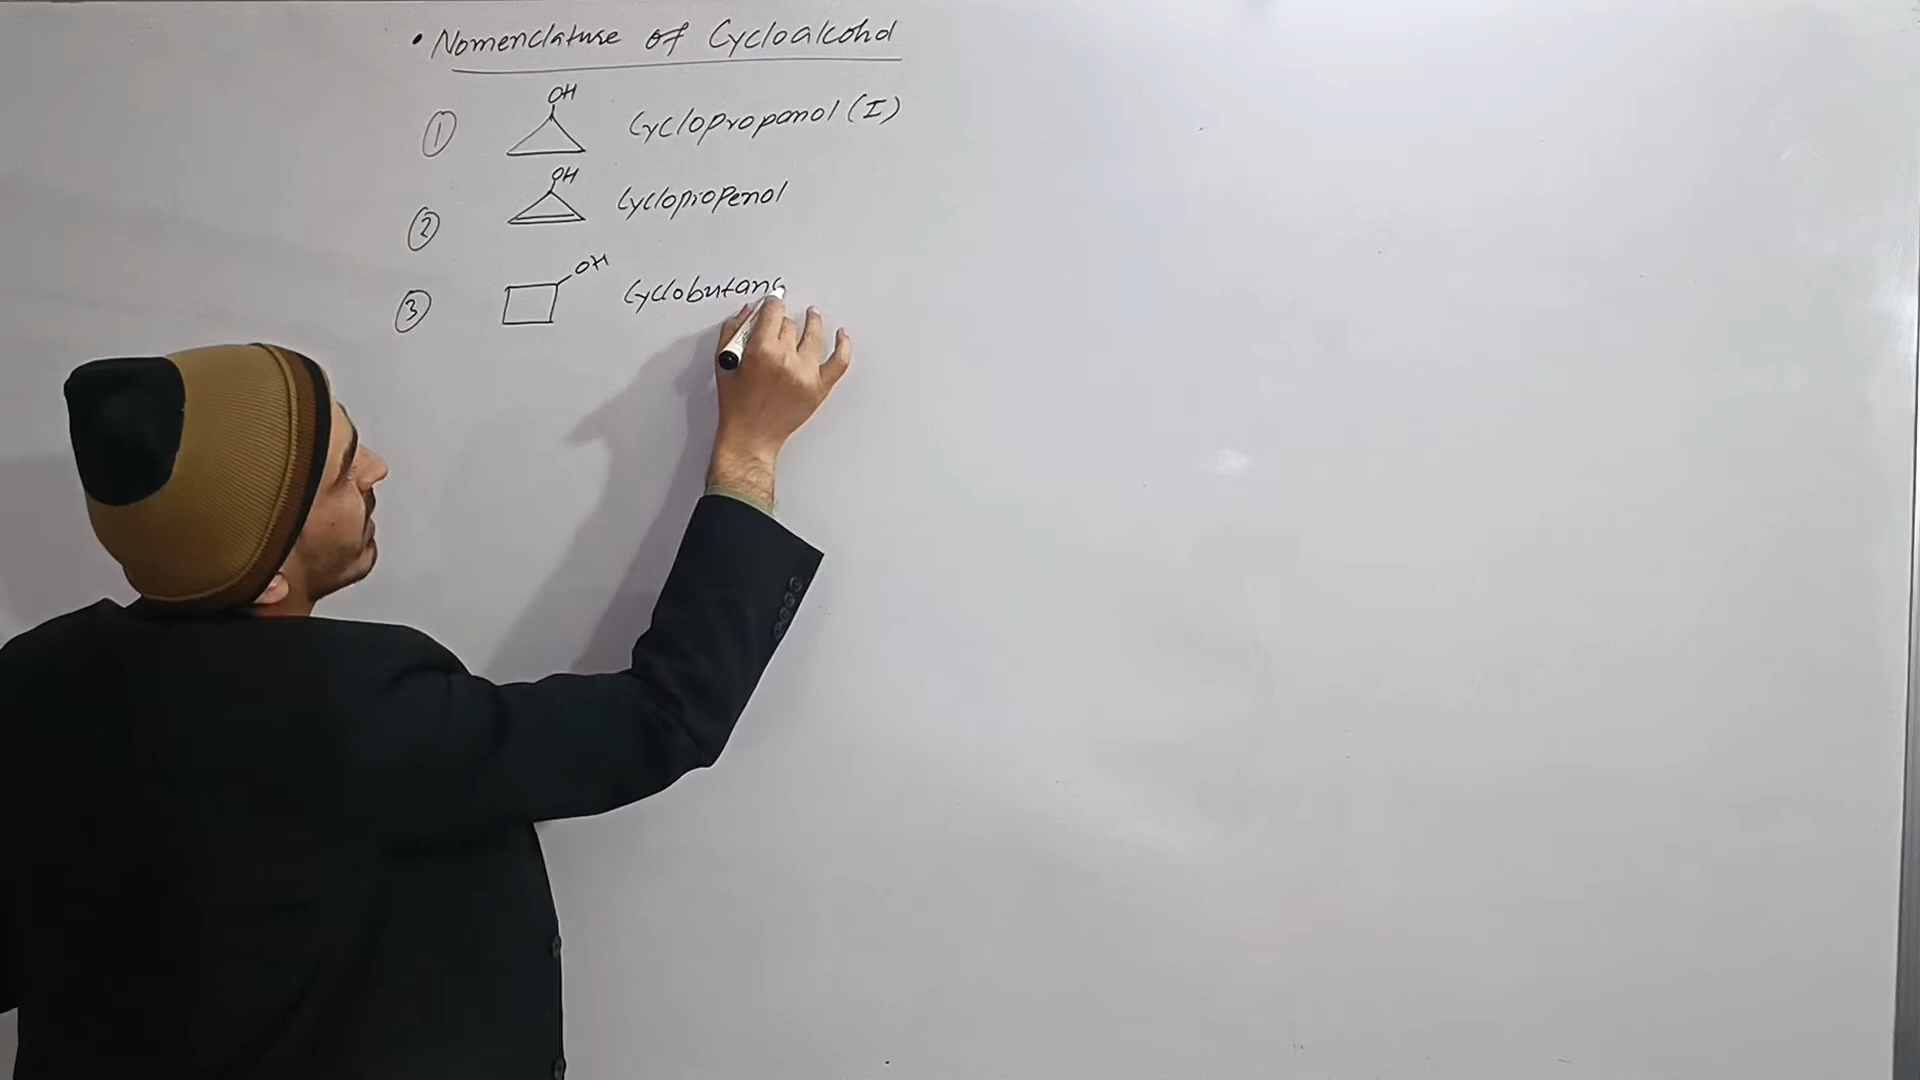 • Nomenclature of Cycloalcohol
① OH Cyclopropanol (I)
② OH Cyclopropenol
③ OH Cyclobutano